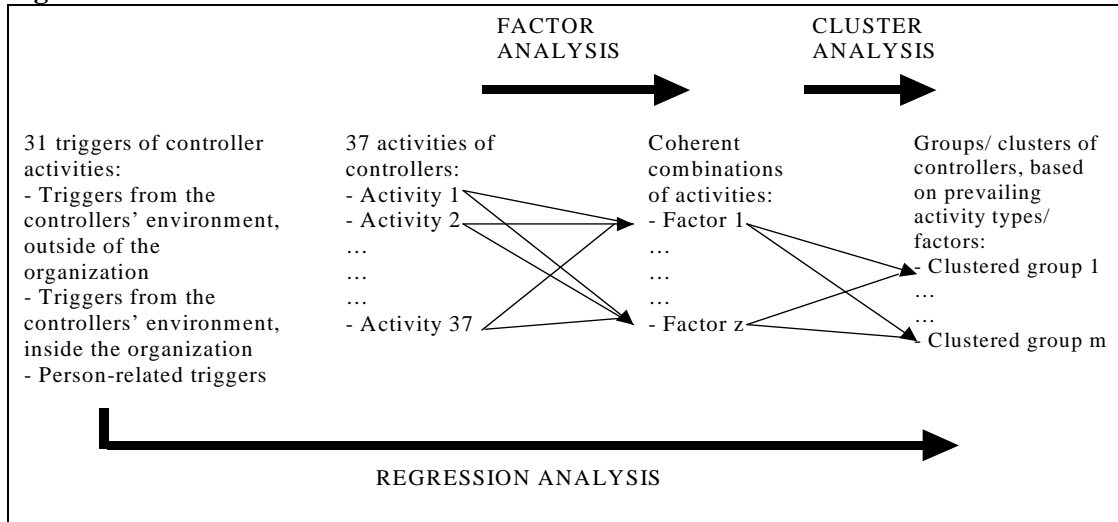 FACTOR
ANALYSIS
CLUSTER
ANALYSIS
31 triggers of controller
activities:
- Triggers from the
controllers' environment,
outside of the
organization
- Triggers from the
controllers' environment,
inside the organization
- Person-related triggers
37 activities of
controllers:
- Activity 1
- Activity 2
…
…
…
- Activity 37
Coherent
combinations
of activities:
- Factor 1
…
…
…
- Factor z
Groups/ clusters of
controllers, based
on prevailing
activity types/
factors:
- Clustered group 1
…
…
- Clustered group m
REGRESSION ANALYSIS